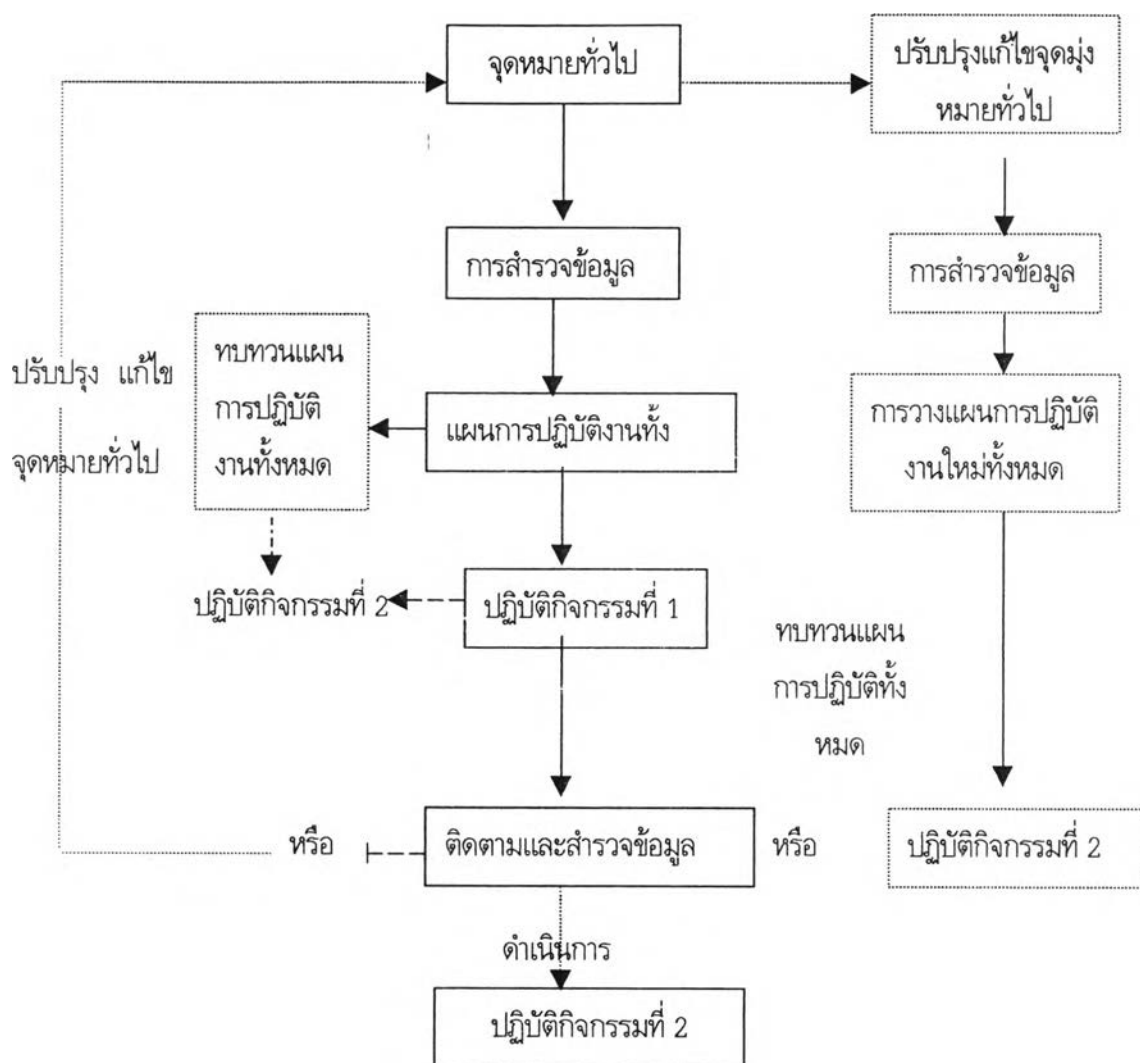 จุดหมายทั่วไป
ปรับปรุงแก้ไขจุดมุ่ง
หมายทั่วไป
การสำรวจข้อมูล
การสำรวจข้อมูล
ปรับปรุง แก้ไข
จุดหมายทั่วไป
ทบทวนแผน
การปฏิบัติ
งานทั้งหมด
แผนการปฏิบัติงานทั้ง
การวางแผนการปฏิบัติ
งานใหม่ทั้งหมด
ปฏิบัติกิจกรรมที่ 2
ปฏิบัติกิจกรรมที่ 1
ทบทวนแผน
การปฏิบัติทั้ง
หมด
หรือ
ติดตามและสำรวจข้อมูล
หรือ
ปฏิบัติกิจกรรมที่ 2
ดำเนินการ
ปฏิบัติกิจกรรมที่ 2